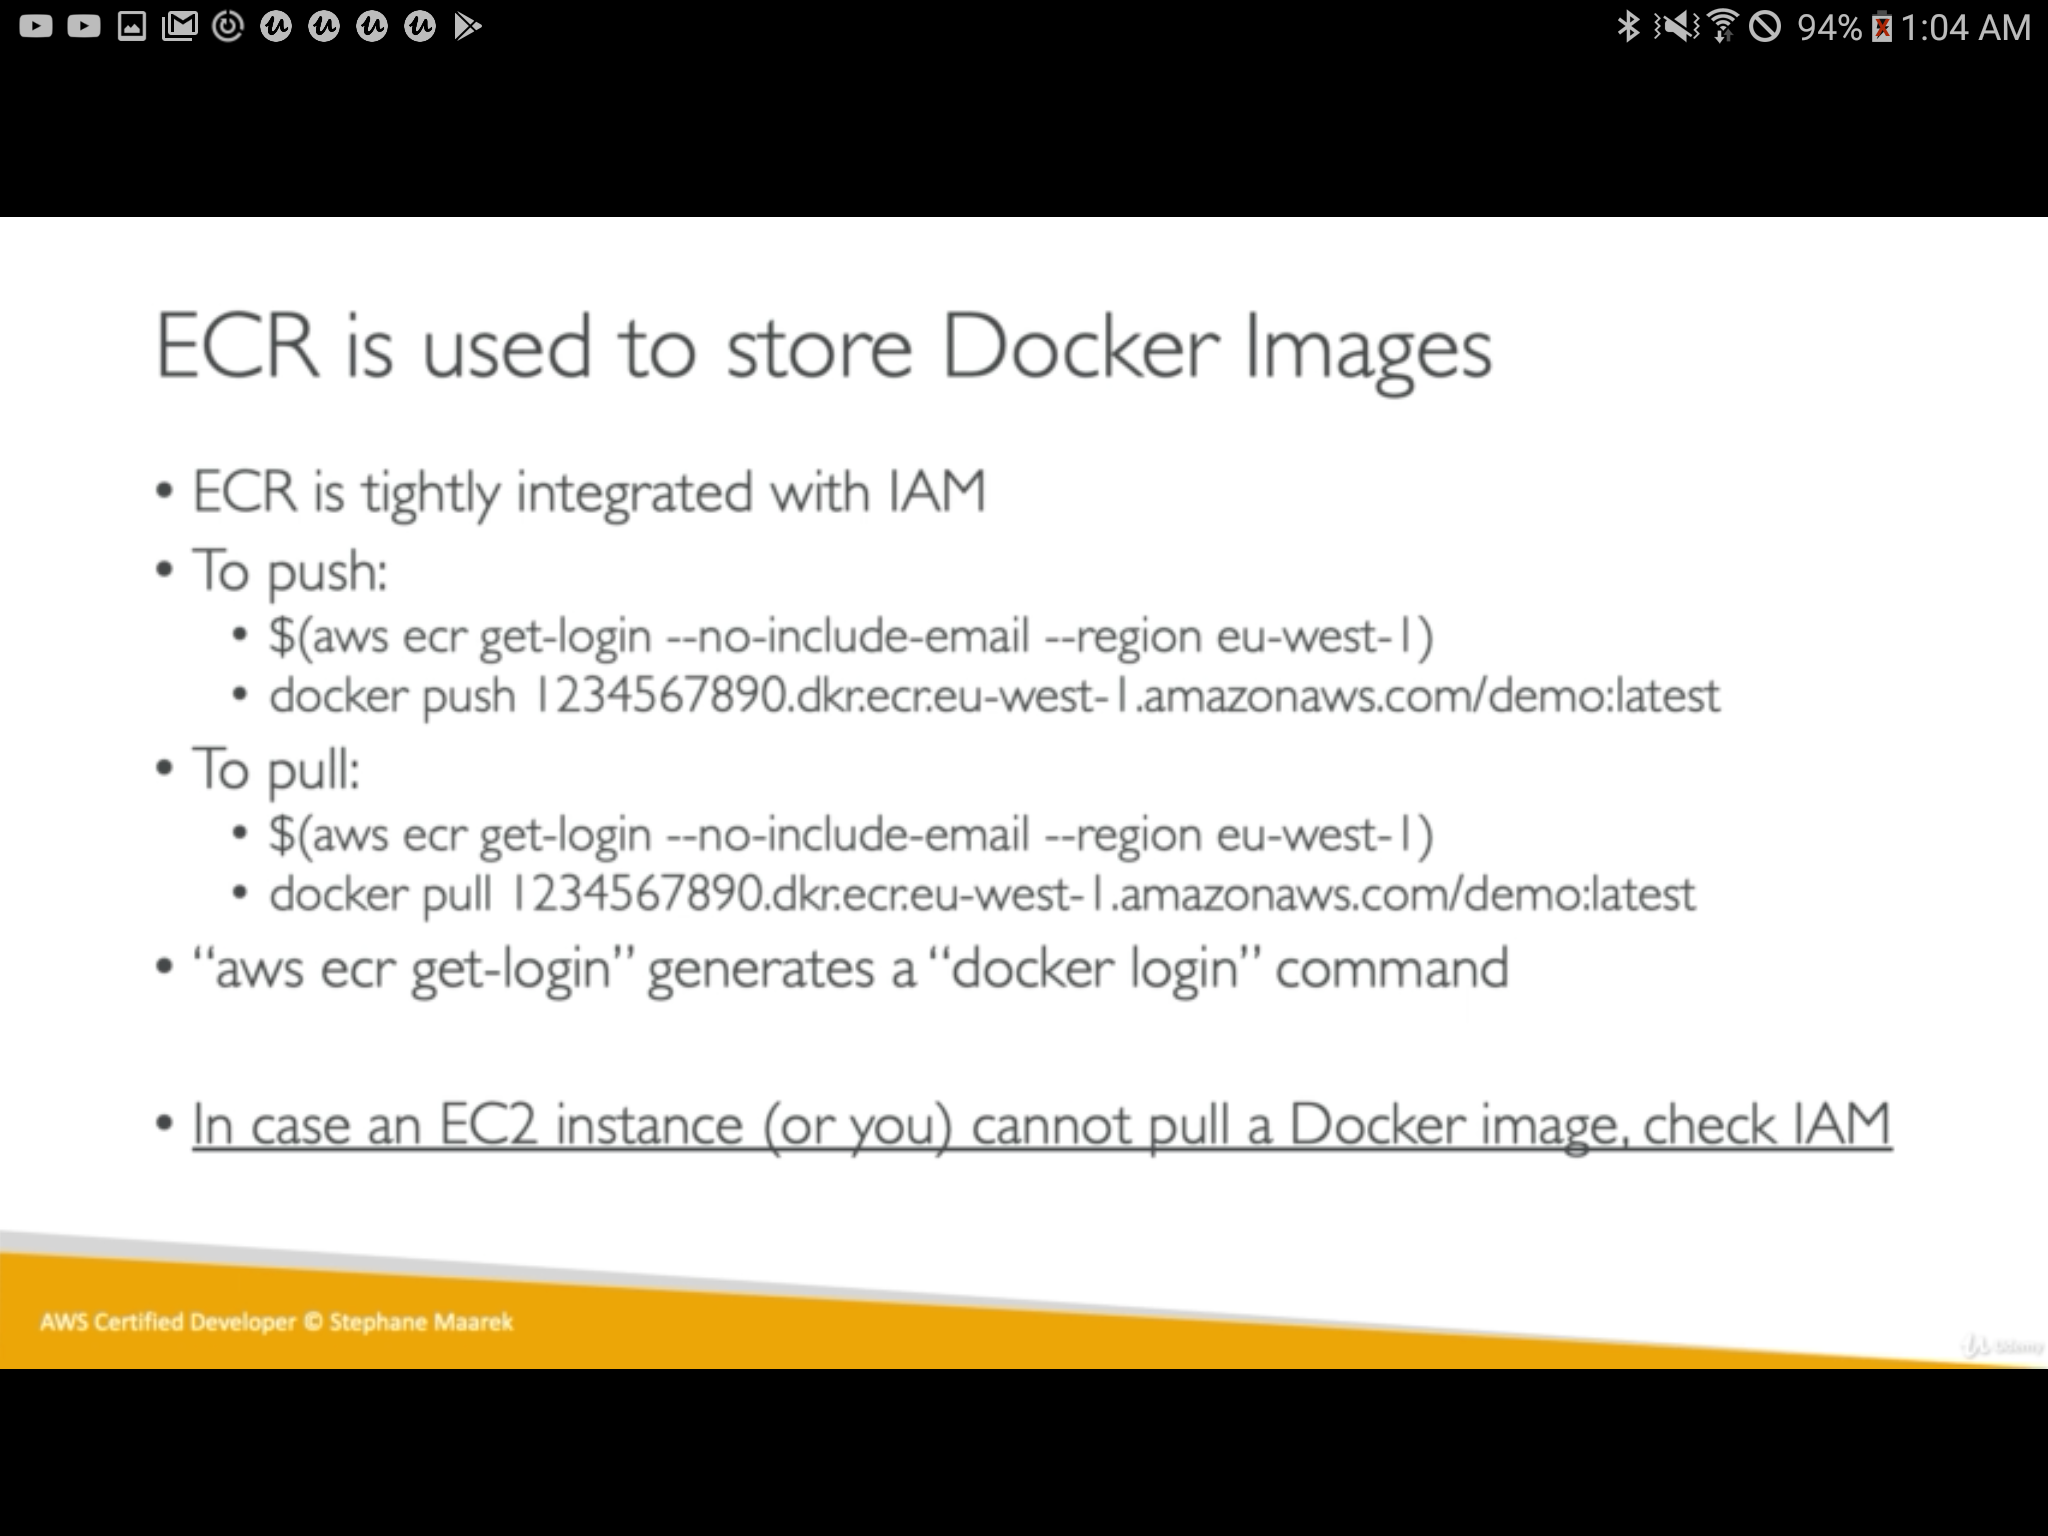 94% 1:04 AM
ECR is used to store Docker Images
• ECR is tightly integrated with IAM
• To push:
• $(aws ecr get-login --no-include-email --region eu-west-1)
• docker push 1234567890.dkr.ecr.eu-west-1.amazonaws.com/demo:latest
• To pull:
• $(aws ecr get-login --no-include-email --region eu-west-1)
• docker pull 1234567890.dkr.ecr.eu-west-1.amazonaws.com/demo:latest
• “aws ecr get-login” generates a “docker login” command
• In case an EC2 instance (or you) cannot pull a Docker image, check IAM
AWS Certified Developer © Stephane Maarek
Udemy